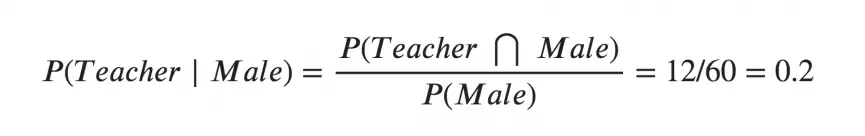 P(Teacher | Male) = P(Teacher ⋂ Male) / P(Male) = 12/60 = 0.2